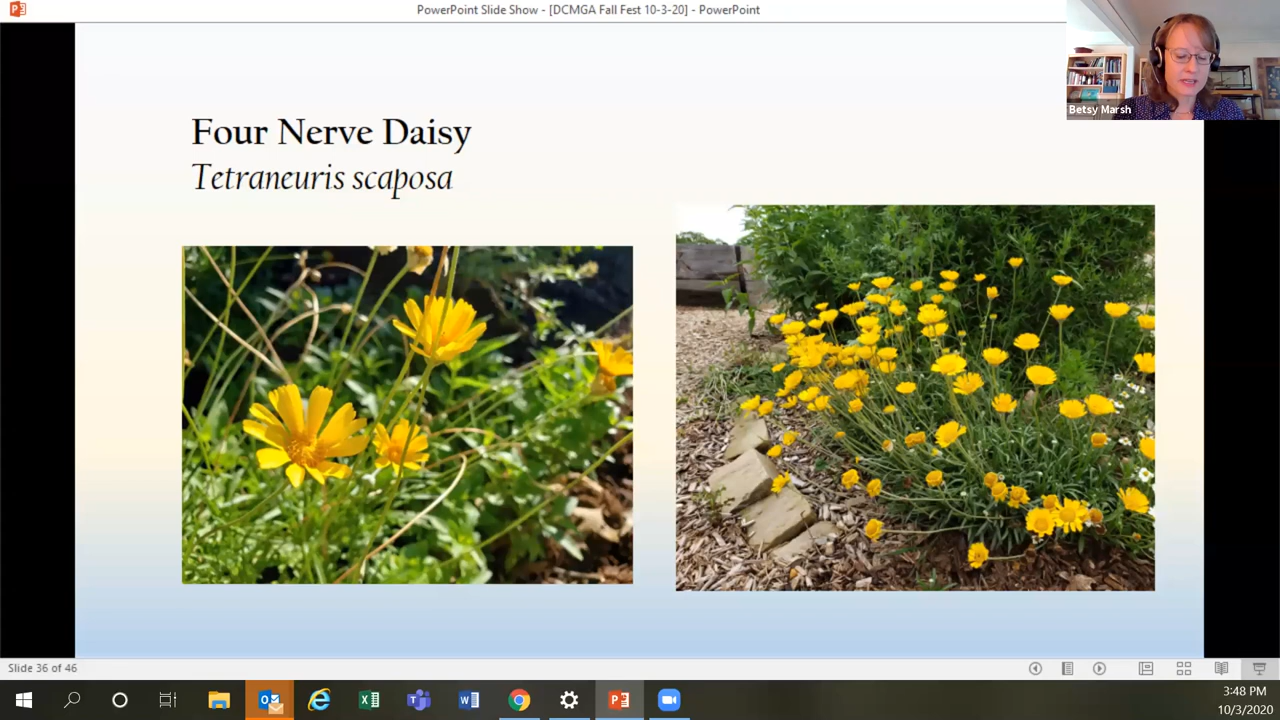 PowerPoint Slide Show - [DCMGA Fall Fest 10-3-20] - PowerPoint
Betsy Marsh
Four Nerve Daisy
Tetraneuris scaposa
Slide 36 of 46
3:48 PM
10/3/2020